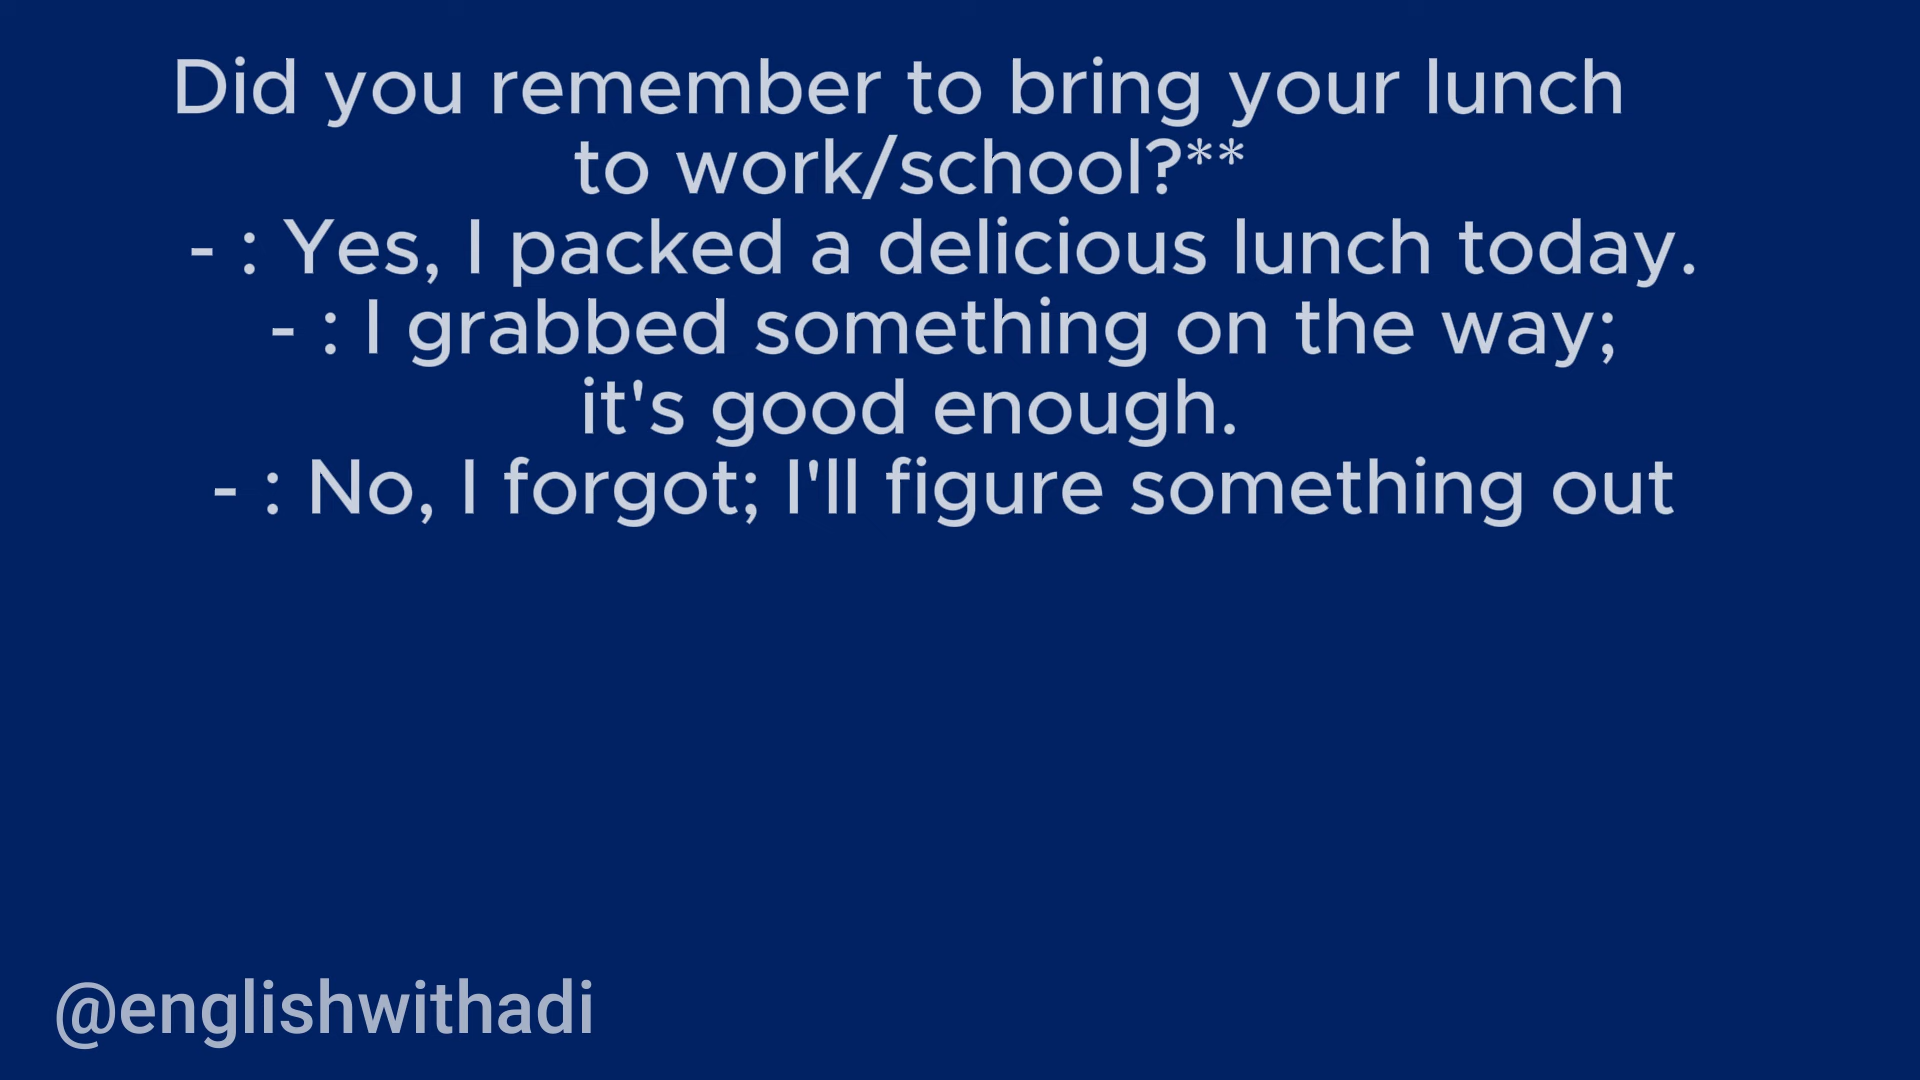 Did you remember to bring your lunch
to work/school?**
- : Yes, I packed a delicious lunch today.
- : I grabbed something on the way;
it's good enough.
- : No, I forgot; I'll figure something out
@englishwithadi